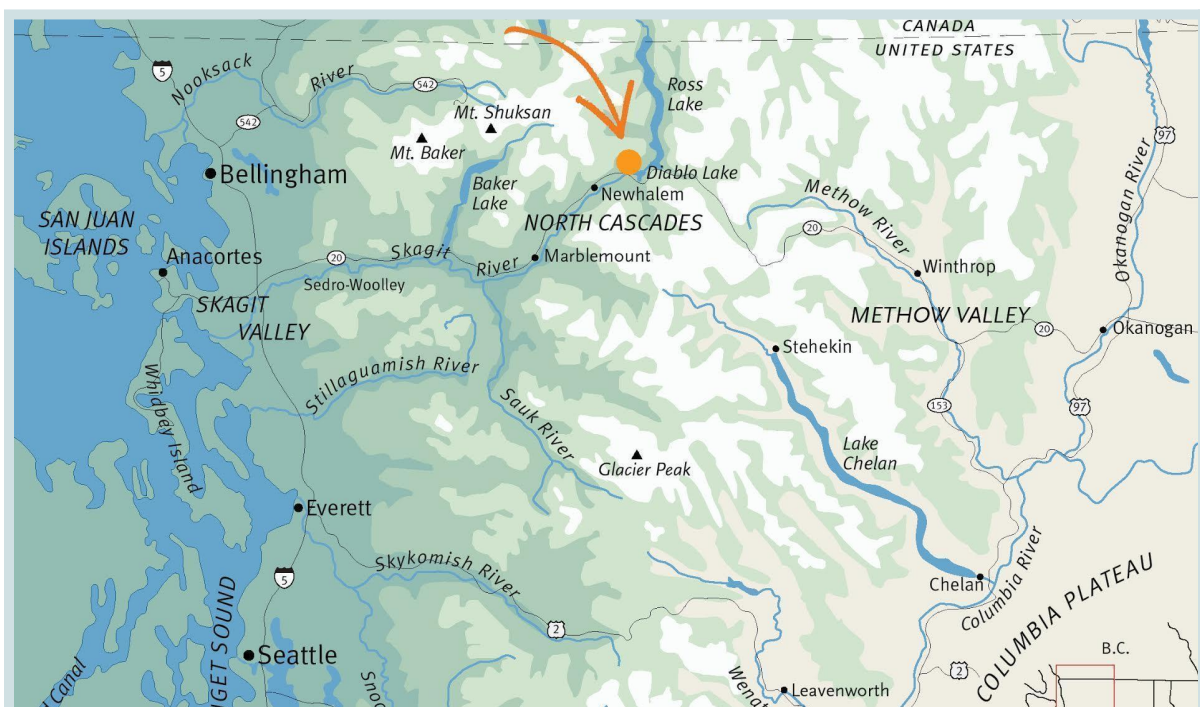 CANADA
UNITED STATES
5
Nooksack
River
542
542
Ross
Lake
Mt. Shuksan
Mt. Baker
97
Bellingham
Baker
Lake
Diablo Lake
Newhalem
Methow River
Okanogan River
SAN JUAN
ISLANDS
NORTH CASCADES
20
Anacortes
20
Skagit
River
Marblemount
Winthrop
Sedro-Woolley
SKAGIT
VALLEY
METHOW VALLEY
20
Okanogan
Stehekin
Stillaguamish River
Whidbey Island
Sauk River
153
97
Lake
Chelan
Glacier Peak
Everett
Skykomish River
5
2
Chelan
Columbia River
COLUMBIA PLATEAU
Seattle
GET SOUND
Canal
Snoq
Wenat
Leavenworth
2
B.C.